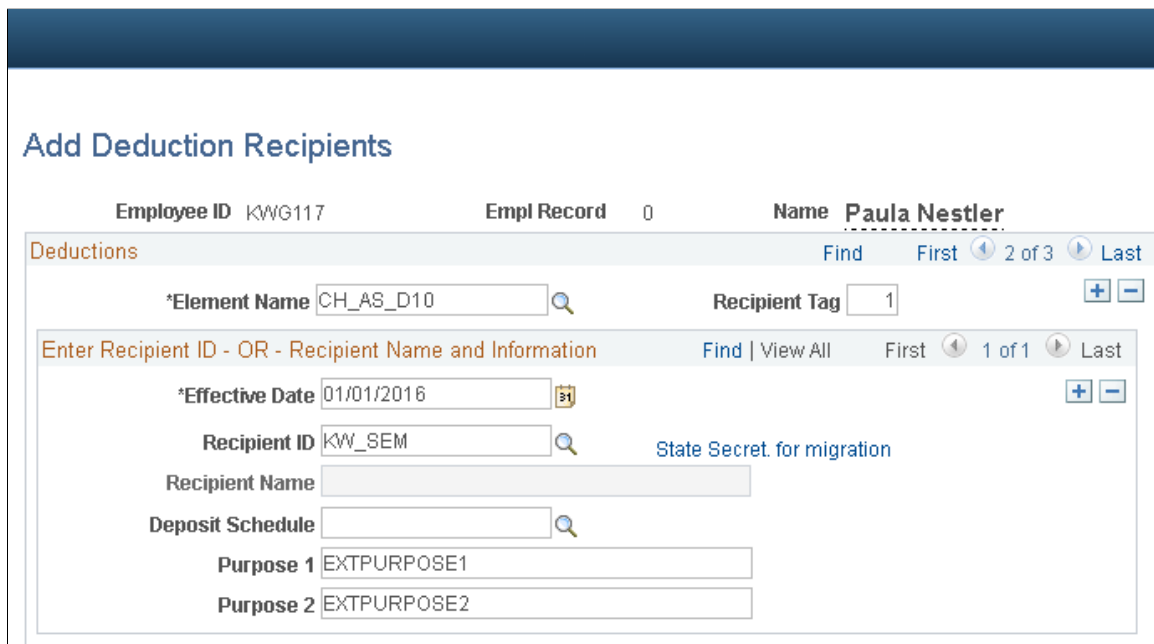 Add Deduction Recipients
Employee ID KWG117 Empl Record 0 Name Paula Nestler
Deductions Find First 2 of 3 Last
*Element Name CH_AS_D10 Recipient Tag 1
Enter Recipient ID - OR - Recipient Name and Information Find | View All First 1 of 1 Last
*Effective Date 01/01/2016 31
Recipient ID KW_SEM State Secret. for migration
Recipient Name
Deposit Schedule
Purpose 1 EXTPURPOSE1
Purpose 2 EXTPURPOSE2